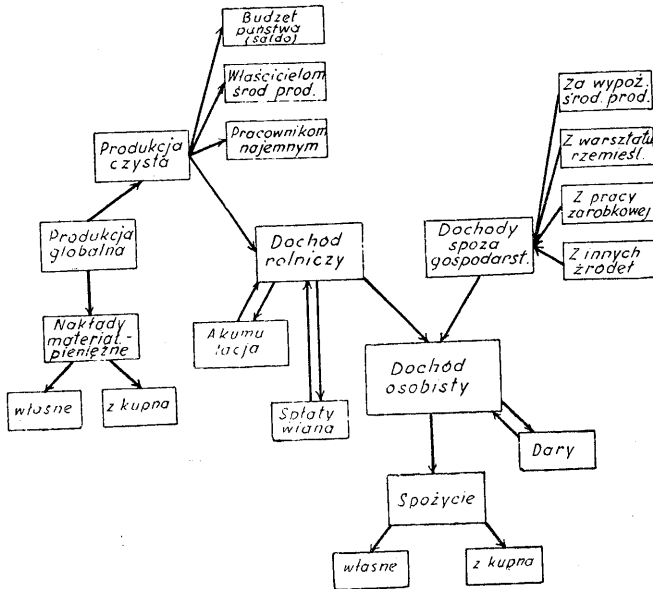 Budżet
państwa
(saldo)
Właścicielom
środ. prod.
Pracownikom
najemnym
Produkcja
czysta
Produkcja
globalna
Nakłady
materiał.-
pieniężne
własne
z kupna
Dochód
rolniczy
Akumu
lacja
Spłaty
wiana
Za wypoż.
środ. prod.
Z warsztatu
rzemieśl.
Z pracy
zarobkowej
Z innych
źródeł
Dochody
spoza
gospodarst.
Dochód
osobisty
Dary
Spożycie
własne
z kupna